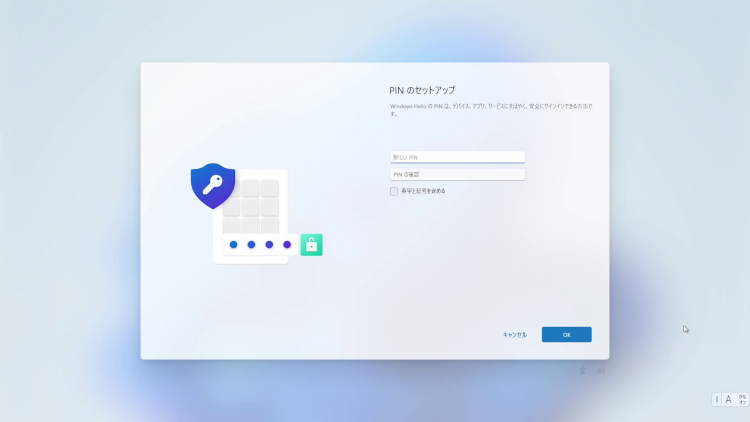 PIN のセットアップ
Windows Hello の PIN は、デバイス、アプリ、サービスにすばやく、安全にサインインできる方法で
す。
新しい PIN
PIN の確認
英字と記号を含める
キャンセル
OK
A